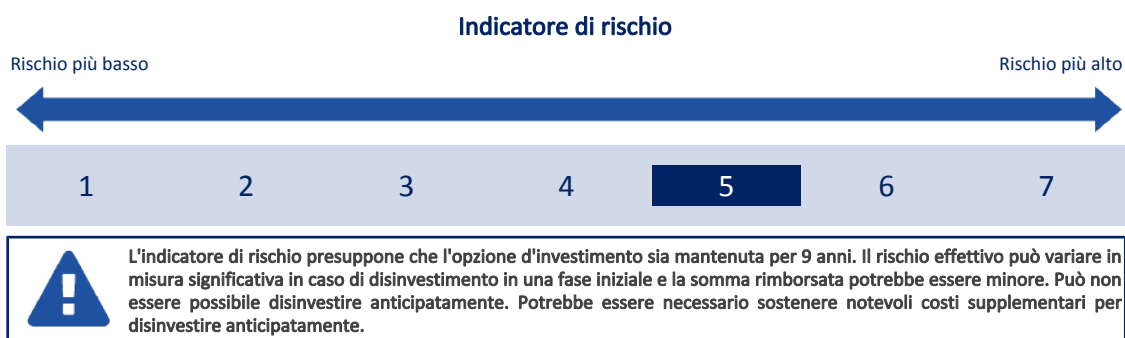 Indicatore di rischio
Rischio più basso
Rischio più alto
1 2 3 4 5 6 7
L'indicatore di rischio presuppone che l'opzione d'investimento sia mantenuta per 9 anni. Il rischio effettivo può variare in
misura significativa in caso di disinvestimento in una fase iniziale e la somma rimborsata potrebbe essere minore. Può non
essere possibile disinvestire anticipatamente. Potrebbe essere necessario sostenere notevoli costi supplementari per
disinvestire anticipatamente.